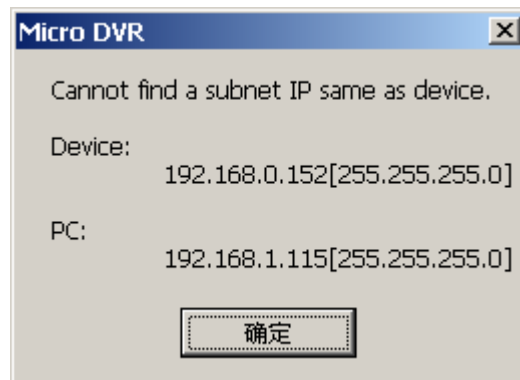 Micro DVR
Cannot find a subnet IP same as device.
Device:
192.168.0.152[255.255.255.0]
PC:
192.168.1.115[255.255.255.0]
确定